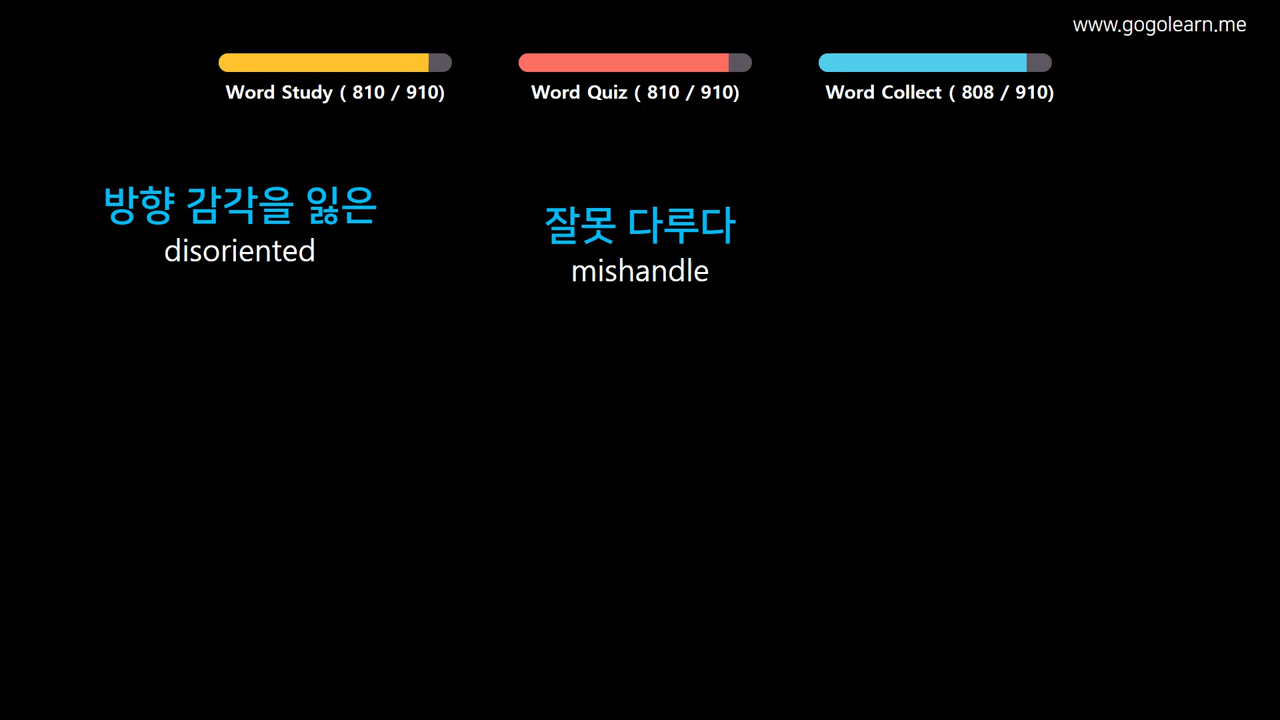 www.gogolearn.me
Word Study ( 810 / 910)
Word Quiz ( 810 / 910)
Word Collect ( 808 / 910)
방향 감각을 잃은
disoriented
잘못 다루다
mishandle